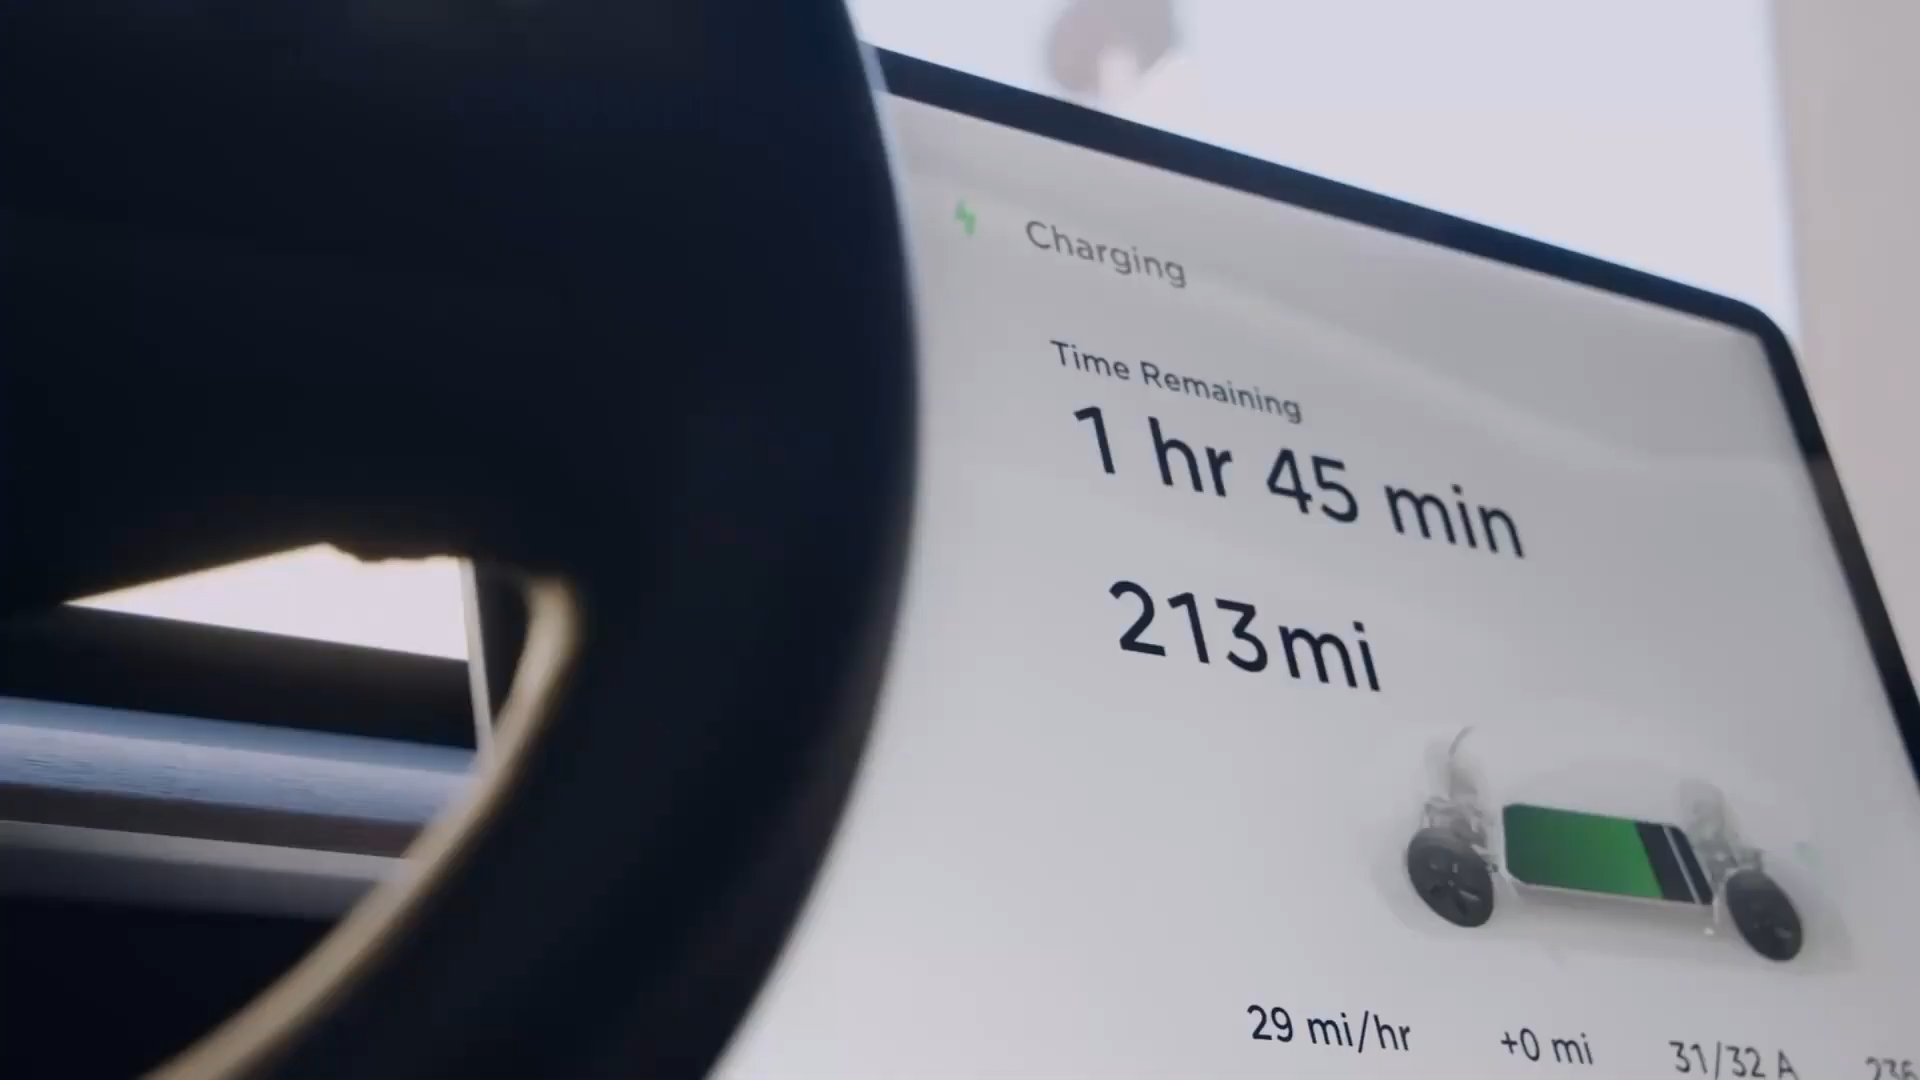 Charging
Time Remaining
1 hr 45 min
213 mi
29 mi/hr
+0 mi
31/32 A